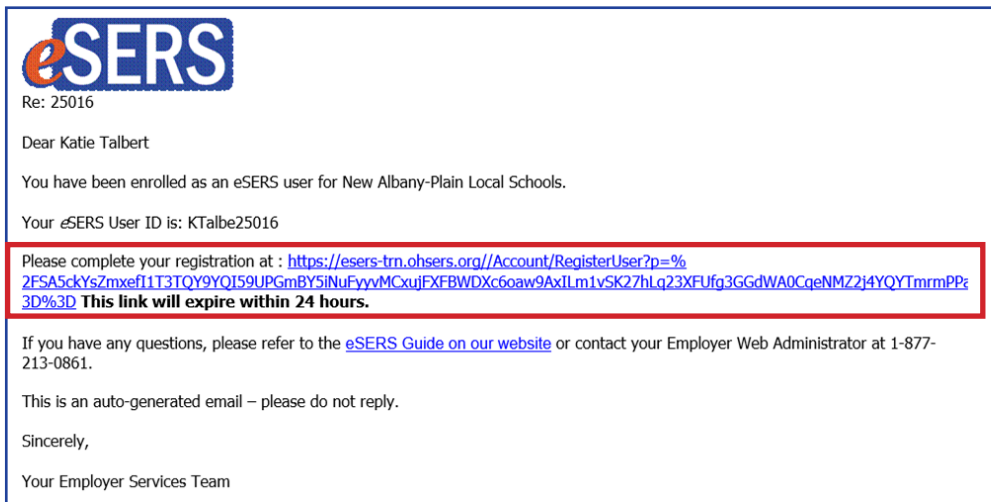 eSERS
Re: 25016
Dear Katie Talbert
You have been enrolled as an eSERS user for New Albany-Plain Local Schools.
Your eSERS User ID is: KTalbe25016
Please complete your registration at : https://esers-trn.ohsers.org//Account/RegisterUser?p=%
2FSA5ckYsZmxefI1T3TQY9YQI59UPGmBY5iNuFyyvMCxujFXFBWDXc6oaw9AxILm1vSK27hLq23XFUfg3GGdWA0CqeNMZ2j4YQYTmrmPPa
3D%3D This link will expire within 24 hours.
If you have any questions, please refer to the eSERS Guide on our website or contact your Employer Web Administrator at 1-877-
213-0861.
This is an auto-generated email – please do not reply.
Sincerely,
Your Employer Services Team